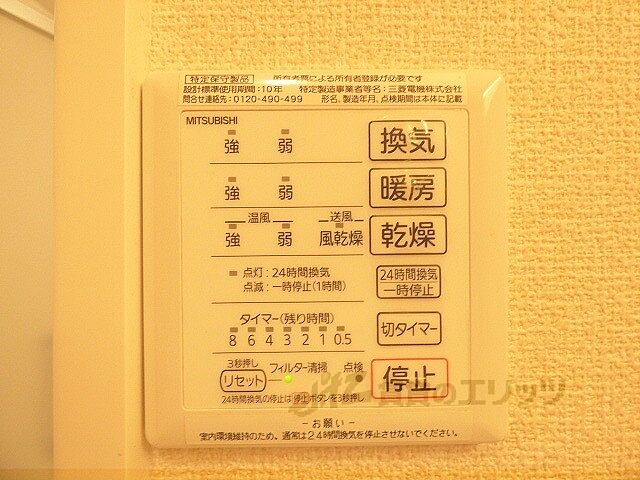 特定保守製品 所有者票による所有者登録が必要です
設計標準使用期間：10年 特定製造事業者等名：三菱電機株式会社
問合せ連絡先：0120-490-499 形名、製造年月、点検期間は本体に記載
MITSUBISHI
強 弱 換気
強 弱 暖房
温風 送風
強 弱 風乾燥 乾燥
点灯：24時間換気
点滅：一時停止(1時間)
24時間換気
一時停止
タイマー(残り時間)
8 6 4 3 2 1 0.5
切タイマー
3秒押し
リセット フィルター清掃 点検
停止
24時間換気の停止は停止ボタンを3秒押し
－お願い－
室内環境維持のため、通常は24時間換気を停止させないでください。
のエリッツ